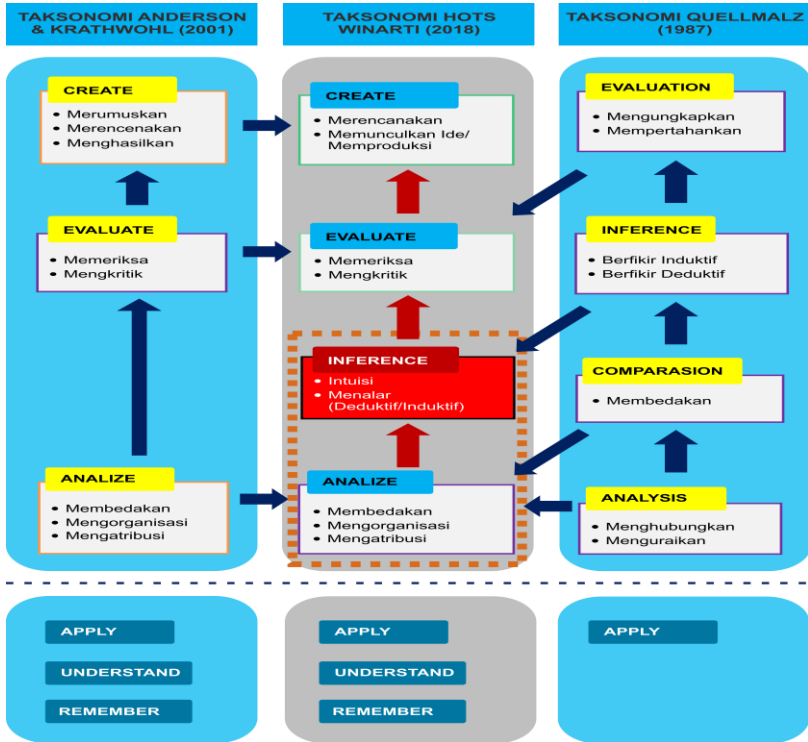 TAKSONOMI ANDERSON
& KRATHWOHL (2001)
CREATE
• Merumuskan
• Merencenakan
• Menghasilkan
EVALUATE
• Memeriksa
• Mengkritik
ANALIZE
• Membedakan
• Mengorganisasi
• Mengatribusi
APPLY
UNDERSTAND
REMEMBER
TAKSONOMI HOTS
WINARTI (2018)
CREATE
• Merencanakan
• Memunculkan Ide/
Memproduksi
EVALUATE
• Memeriksa
• Mengkritik
INFERENCE
• Intuisi
• Menalar
(Deduktif/Induktif)
ANALIZE
• Membedakan
• Mengorganisasi
• Mengatribusi
APPLY
UNDERSTAND
REMEMBER
TAKSONOMI QUELLMALZ
(1987)
EVALUATION
• Mengungkapkan
• Mempertahankan
INFERENCE
• Berfikir Induktif
• Berfikir Deduktif
COMPARASION
• Membedakan
ANALYSIS
• Menghubungkan
• Menguraikan
APPLY